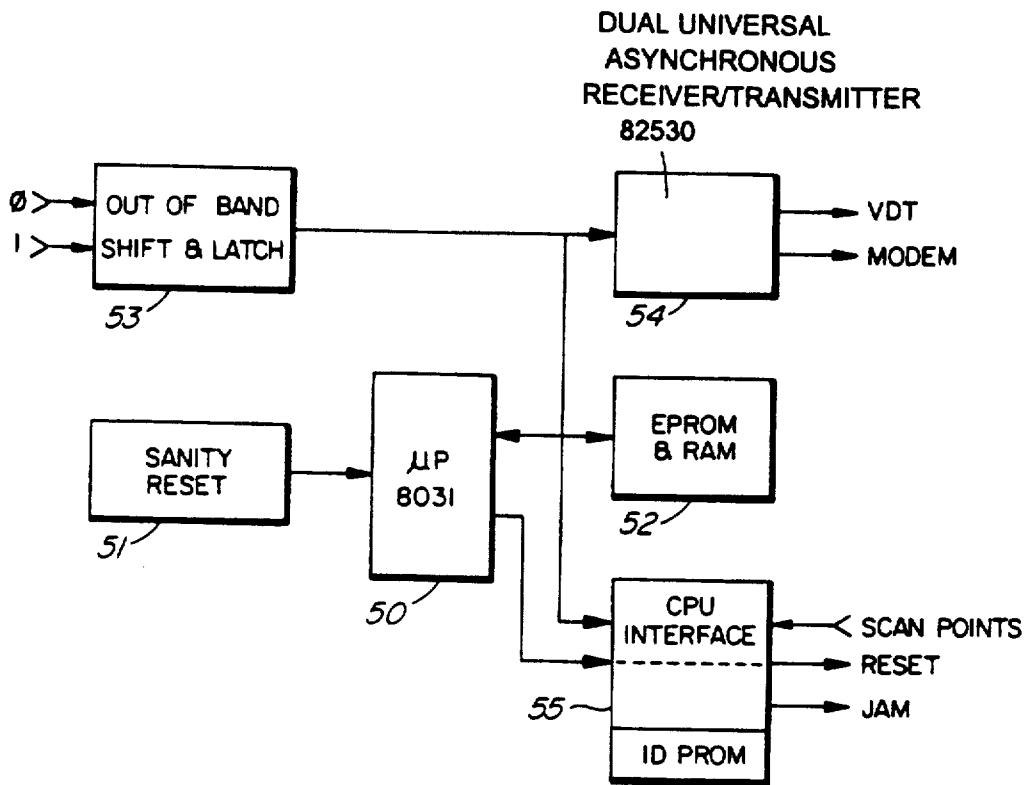 DUAL UNIVERSAL
ASYNCHRONOUS
RECEIVER/TRANSMITTER
82530
Ø
1
OUT OF BAND
SHIFT & LATCH
53
54
VDT
MODEM
SANITY
RESET
51
µP
8031
50
EPROM
& RAM
52
CPU
INTERFACE
55
ID PROM
SCAN POINTS
RESET
JAM